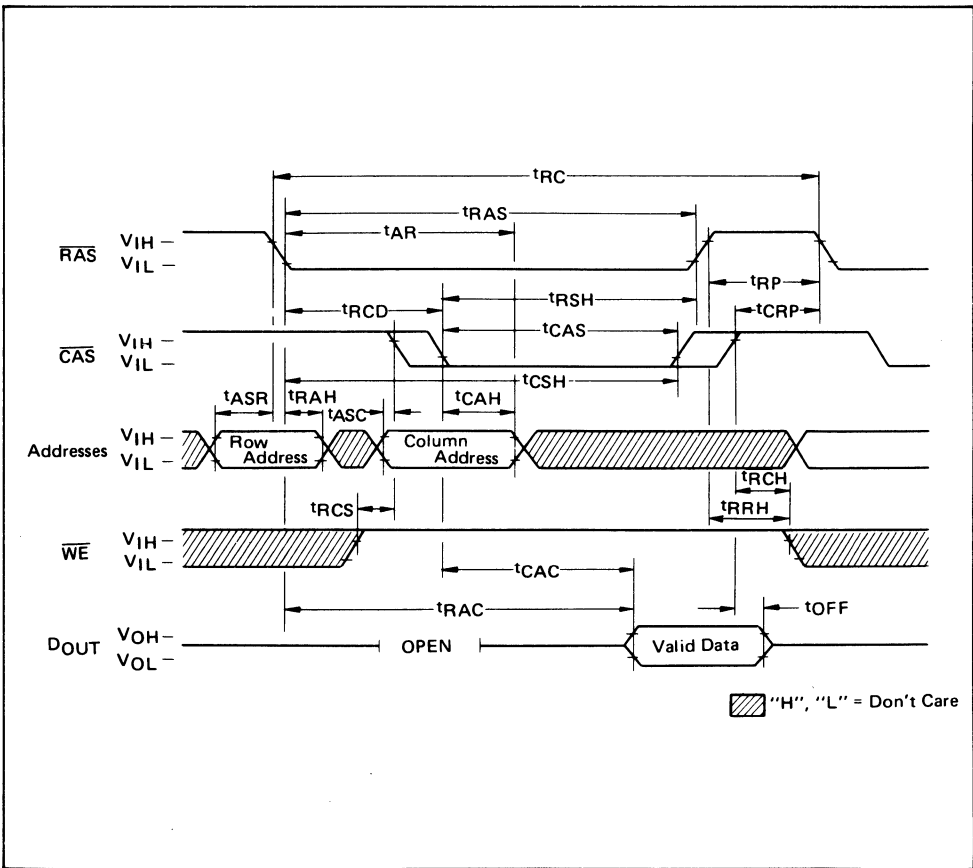 tRC
tRAS
tAR
RAS VIH
VIL
tRP
tRSH
tRCD
tCRP
tCAS
CAS VIH
VIL
tCSH
tASR tRAH tASC tCAH
Addresses VIH
VIL
Row Address
Column Address
tRCH
tRCS
tRRH
WE VIH
VIL
tCAC
tRAC
tOFF
DOUT VOH
VOL
OPEN
Valid Data
"H", "L" = Don't Care